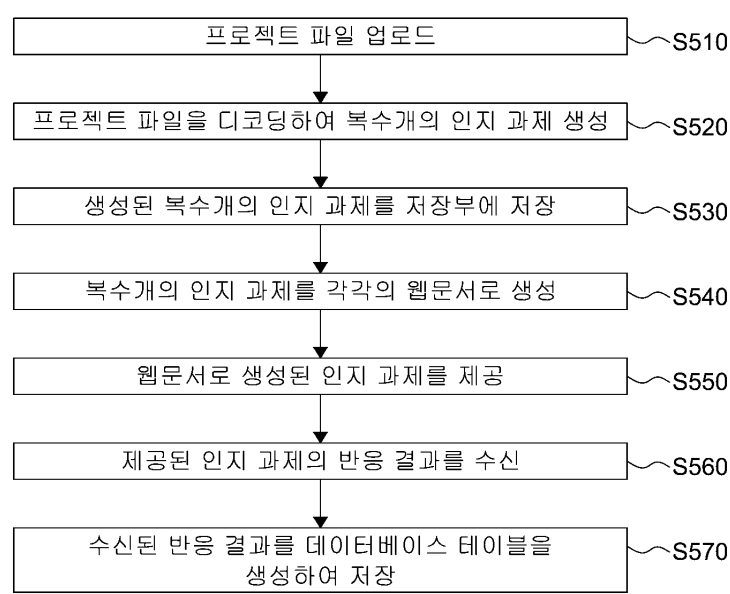 프로젝트 파일 업로드
S510
프로젝트 파일을 디코딩하여 복수개의 인지 과제 생성
S520
생성된 복수개의 인지 과제를 저장부에 저장
S530
복수개의 인지 과제를 각각의 웹문서로 생성
S540
웹문서로 생성된 인지 과제를 제공
S550
제공된 인지 과제의 반응 결과를 수신
S560
수신된 반응 결과를 데이터베이스 테이블을
생성하여 저장
S570